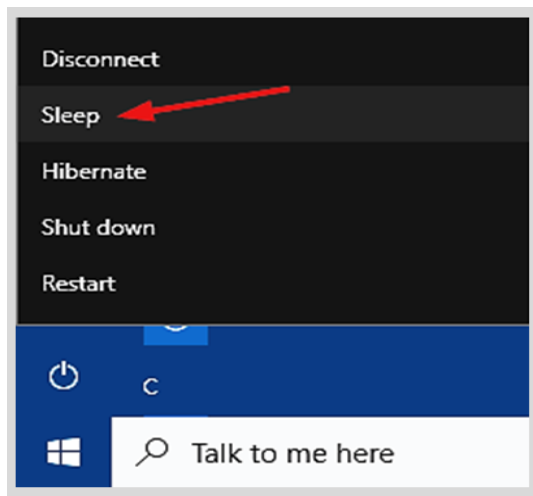 Disconnect
Sleep
Hibernate
Shut down
Restart
C
Talk to me here